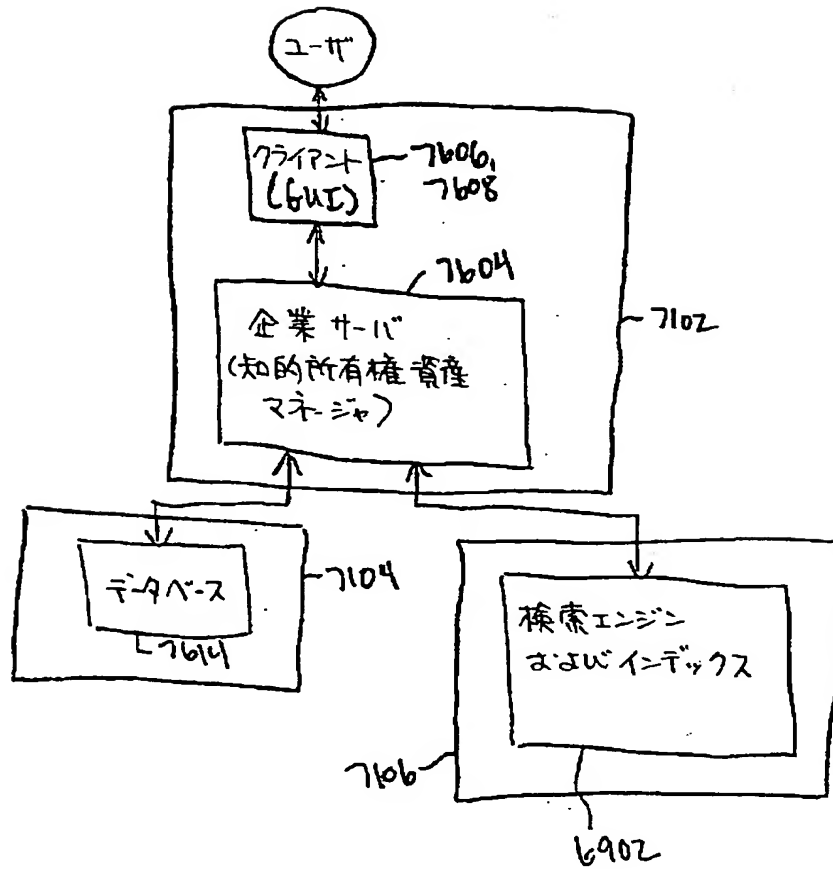 ユーザ
クライアント
(GUI)
7606,
7608
7604
企業サーバ
(知的所有権資産
マネージャ)
7102
データベース
7104
7614
検索エンジン
およびインデックス
7106
6902